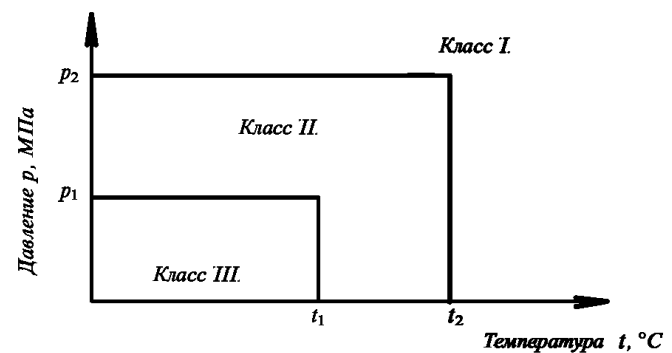 Класс I.
p2
Класс II.
p1
Класс III.
t1
t2
Давление p, МПа
Температура t, °C